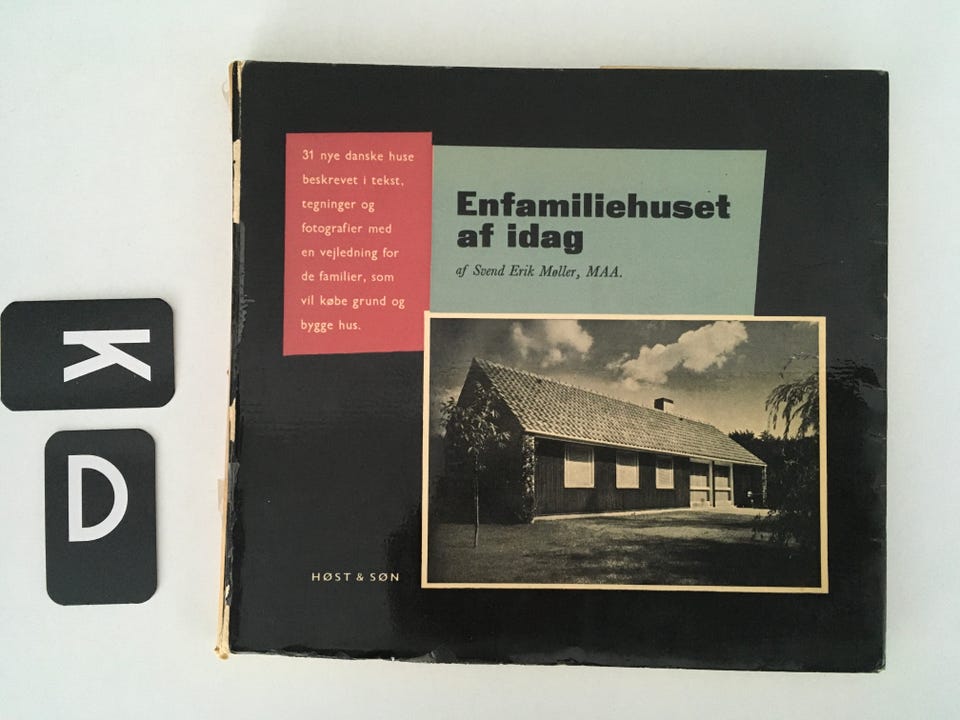 31 nye danske huse
beskrevet i tekst,
tegninger og
fotografier med
en vejledning for
de familier, som
vil købe grund og
bygge hus.
Enfamiliehuset
af idag
af Svend Erik Møller, MAA.
HØST & SØN
K
D